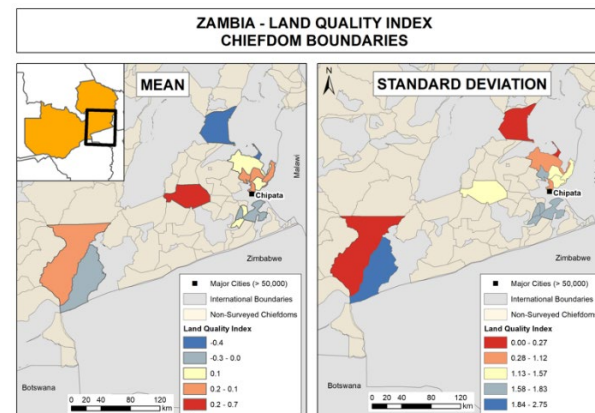 ZAMBIA - LAND QUALITY INDEX
CHIEFDOM BOUNDARIES
MEAN
Malawi
Chipata
Zimbabwe
Botswana
Major Cities (> 50,000)
International Boundaries
Non-Surveyed Chiefdoms
Land Quality Index
-0.4
-0.3 - 0.0
0.1
0.2 - 0.1
0.2 - 0.7
0 20 40 80 120
km
N
STANDARD DEVIATION
Chipata
Zimbabwe
Botswana
Major Cities (> 50,000)
International Boundaries
Non-Surveyed Chiefdoms
Land Quality Index
0.00 - 0.27
0.28 - 1.12
1.13 - 1.57
1.58 - 1.83
1.84 - 2.75
0 20 40 80 120
km